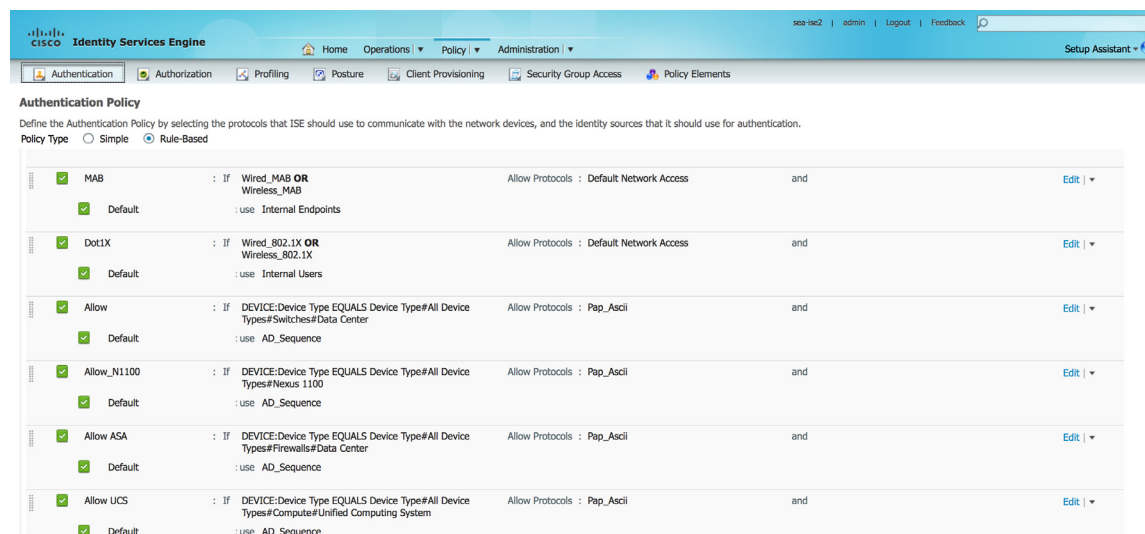 sea-ise2 | admin | Logout | Feedback
CISCO Identity Services Engine
Home Operations | Policy | Administration | Setup Assistant
Authentication Authorization Profiling Posture Client Provisioning Security Group Access Policy Elements
Authentication Policy
Define the Authentication Policy by selecting the protocols that ISE should use to communicate with the network devices, and the identity sources that it should use for authentication.
Policy Type Simple Rule-Based
MAB : If Wired_MAB OR Allow Protocols : Default Network Access and Edit |
Wireless_MAB
Default : use Internal Endpoints
Dot1X : If Wired_802.1X OR Allow Protocols : Default Network Access and Edit |
Wireless_802.1X
Default : use Internal Users
Allow : If DEVICE:Device Type EQUALS Device Type#All Device Allow Protocols : Pap_Ascii and Edit |
Types#Switches#Data Center
Default : use AD_Sequence
Allow_N1100 : If DEVICE:Device Type EQUALS Device Type#All Device Allow Protocols : Pap_Ascii and Edit |
Types#Nexus 1100
Default : use AD_Sequence
Allow ASA : If DEVICE:Device Type EQUALS Device Type#All Device Allow Protocols : Pap_Ascii and Edit |
Types#Firewalls#Data Center
Default : use AD_Sequence
Allow UCS : If DEVICE:Device Type EQUALS Device Type#All Device Allow Protocols : Pap_Ascii and Edit |
Types#Compute#Unified Computing System
Default : use AD_Sequence